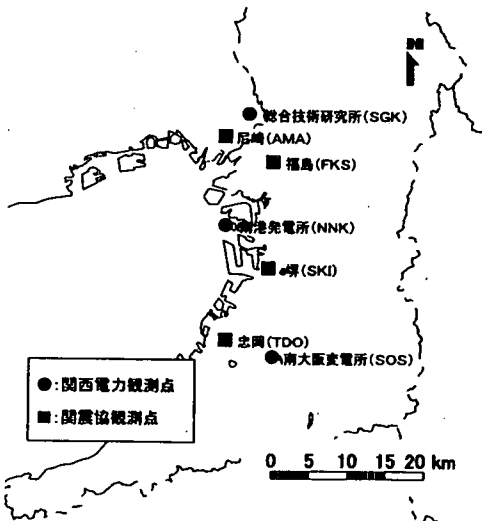 総合技術研究所(SGK)
尼崎(AMA)
福島(FKS)
南港発電所(NNK)
堺(SKI)
忠岡(TDO)
南大阪変電所(SOS)
●:関西電力観測点
■:関震協観測点
0 5 10 15 20 km